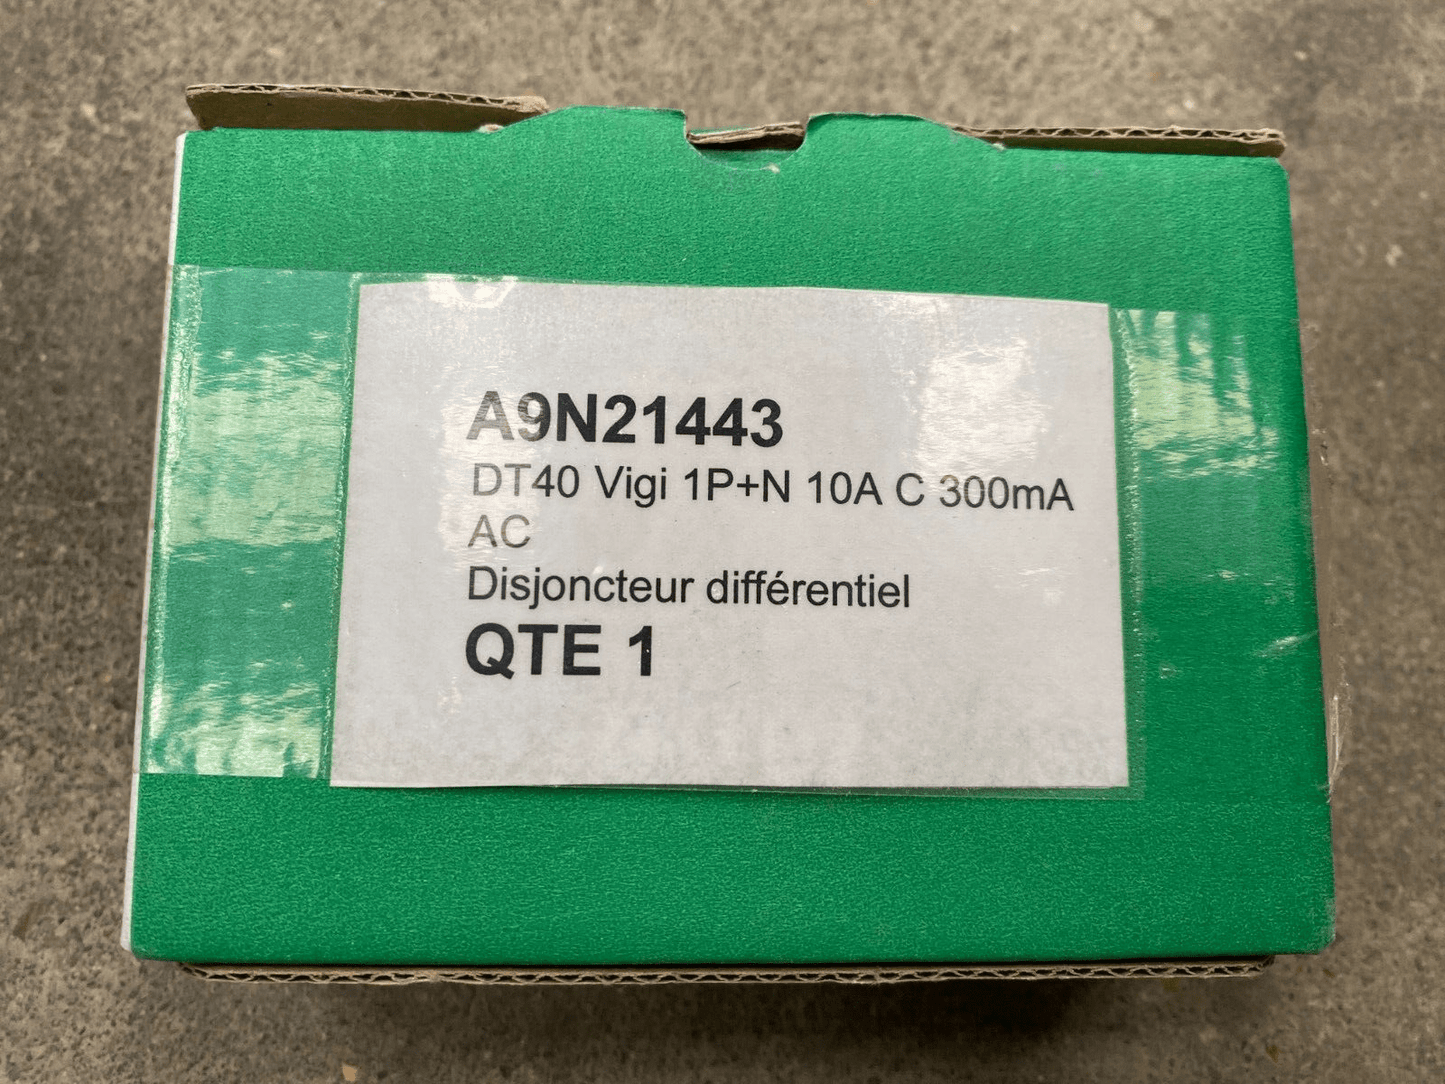 A9N21443
DT40 Vigi 1P+N 10A C 300mA
AC
Disjoncteur différentiel
QTE 1